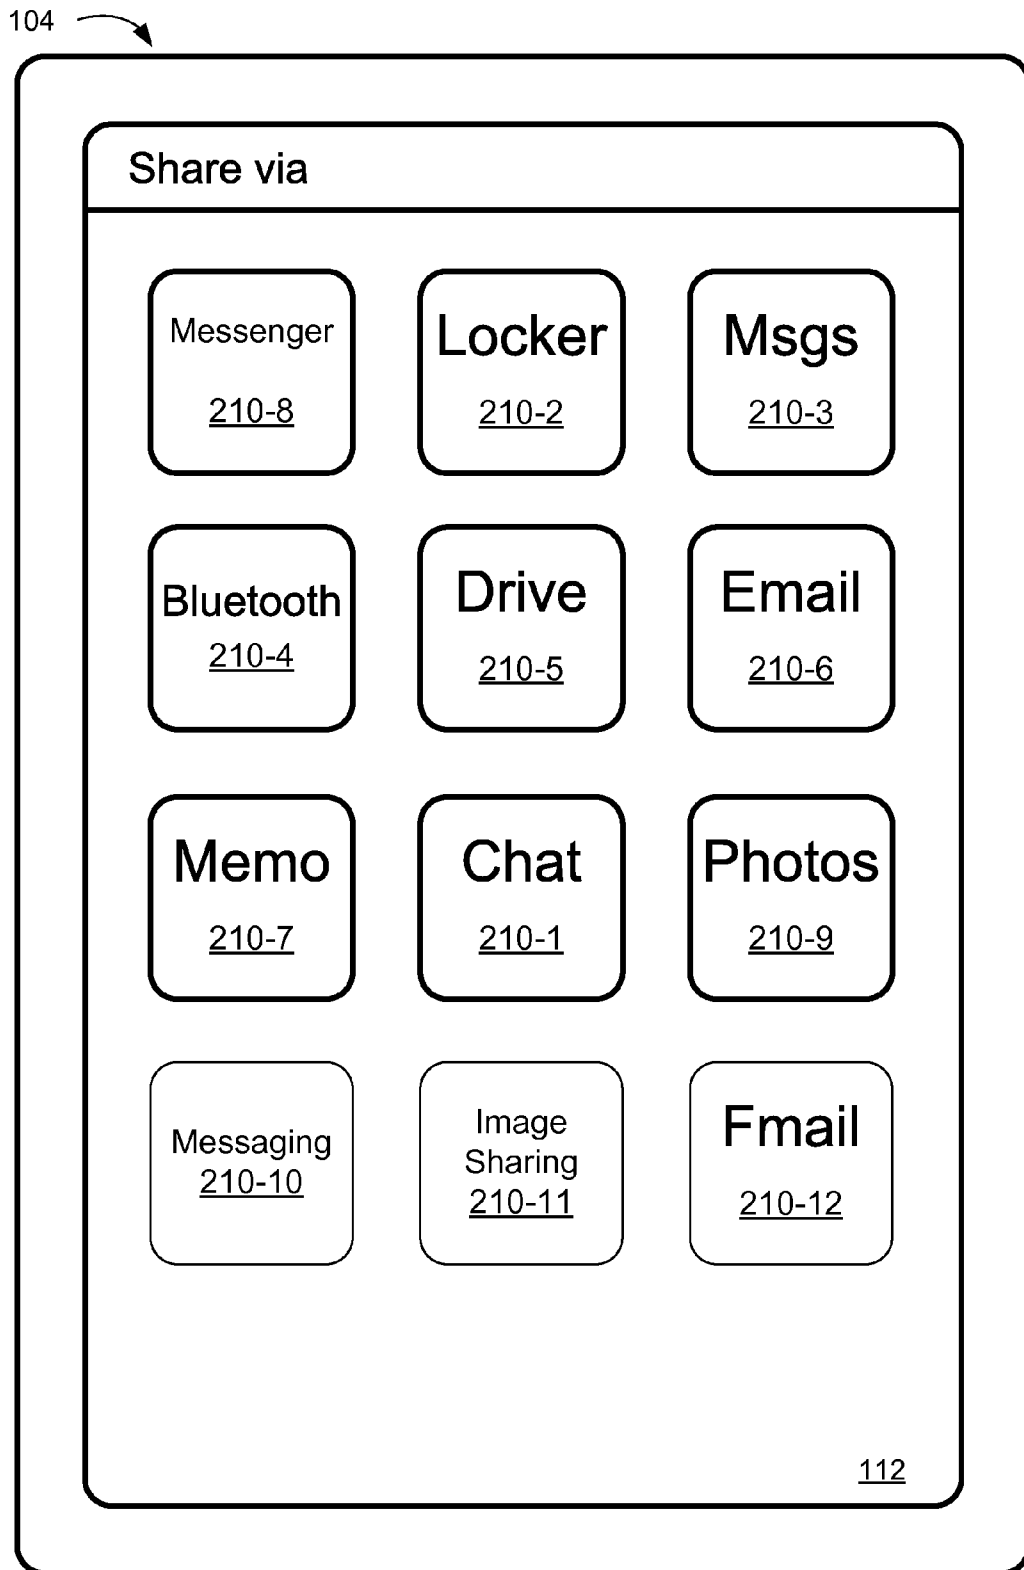 104
Share via
Messenger
210-8
Locker
210-2
Msgs
210-3
Bluetooth
210-4
Drive
210-5
Email
210-6
Memo
210-7
Chat
210-1
Photos
210-9
Messaging
210-10
Image
Sharing
210-11
Fmail
210-12
112